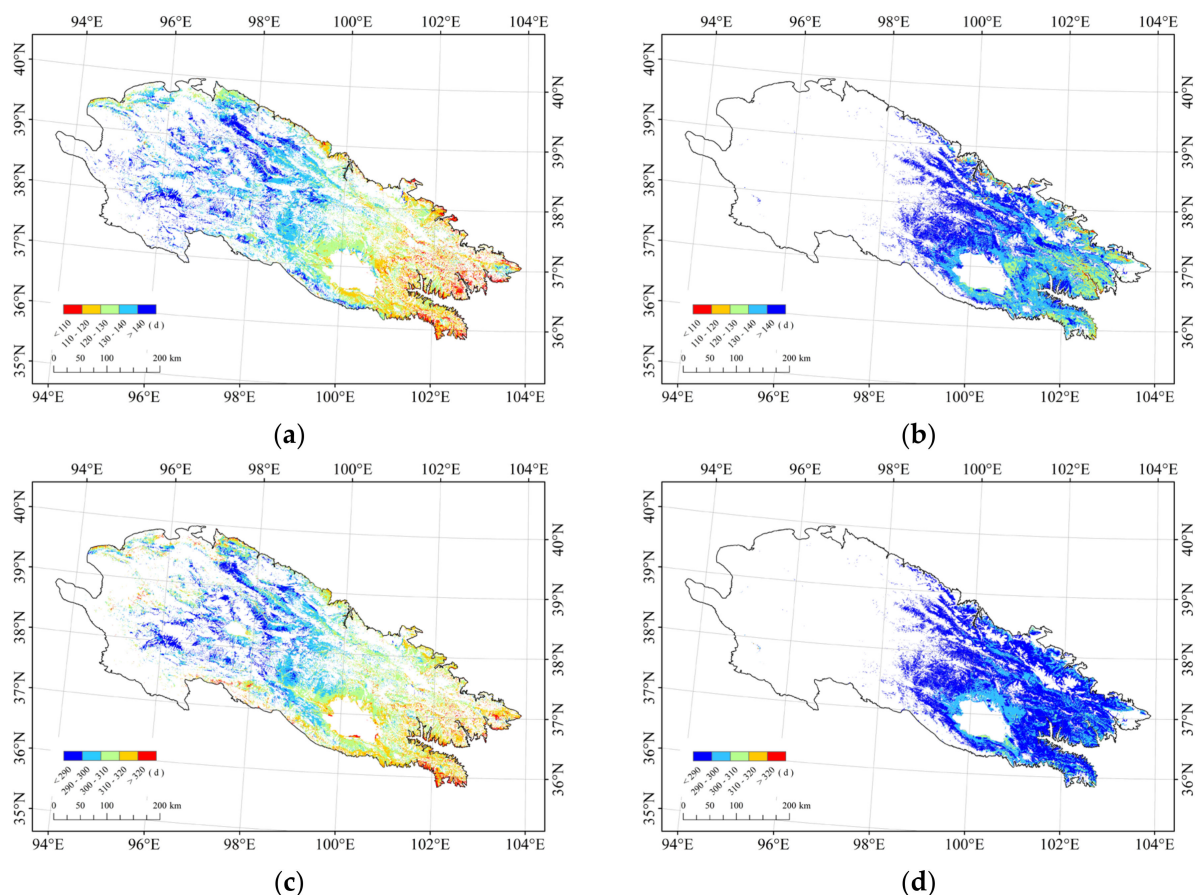 94°E 96°E 98°E 100°E 102°E 104°E
40°N 39°N 38°N 37°N 36°N 35°N
40°N 39°N 38°N 37°N 36°N
< 110 110 - 120 120 - 130 130 - 140 > 140 ( d )
0 50 100 200 km
94°E 96°E 98°E 100°E 102°E 104°E
(a)
94°E 96°E 98°E 100°E 102°E 104°E
40°N 39°N 38°N 37°N 36°N 35°N
40°N 39°N 38°N 37°N 36°N
< 110 110 - 120 120 - 130 130 - 140 > 140 ( d )
0 50 100 200 km
94°E 96°E 98°E 100°E 102°E 104°E
(b)
94°E 96°E 98°E 100°E 102°E 104°E
40°N 39°N 38°N 37°N 36°N 35°N
40°N 39°N 38°N 37°N 36°N
< 290 290 - 300 300 - 310 310 - 320 > 320 ( d )
0 50 100 200 km
94°E 96°E 98°E 100°E 102°E 104°E
(c)
94°E 96°E 98°E 100°E 102°E 104°E
40°N 39°N 38°N 37°N 36°N 35°N
40°N 39°N 38°N 37°N 36°N
< 290 290 - 300 300 - 310 310 - 320 > 320 ( d )
0 50 100 200 km
94°E 96°E 98°E 100°E 102°E 104°E
(d)